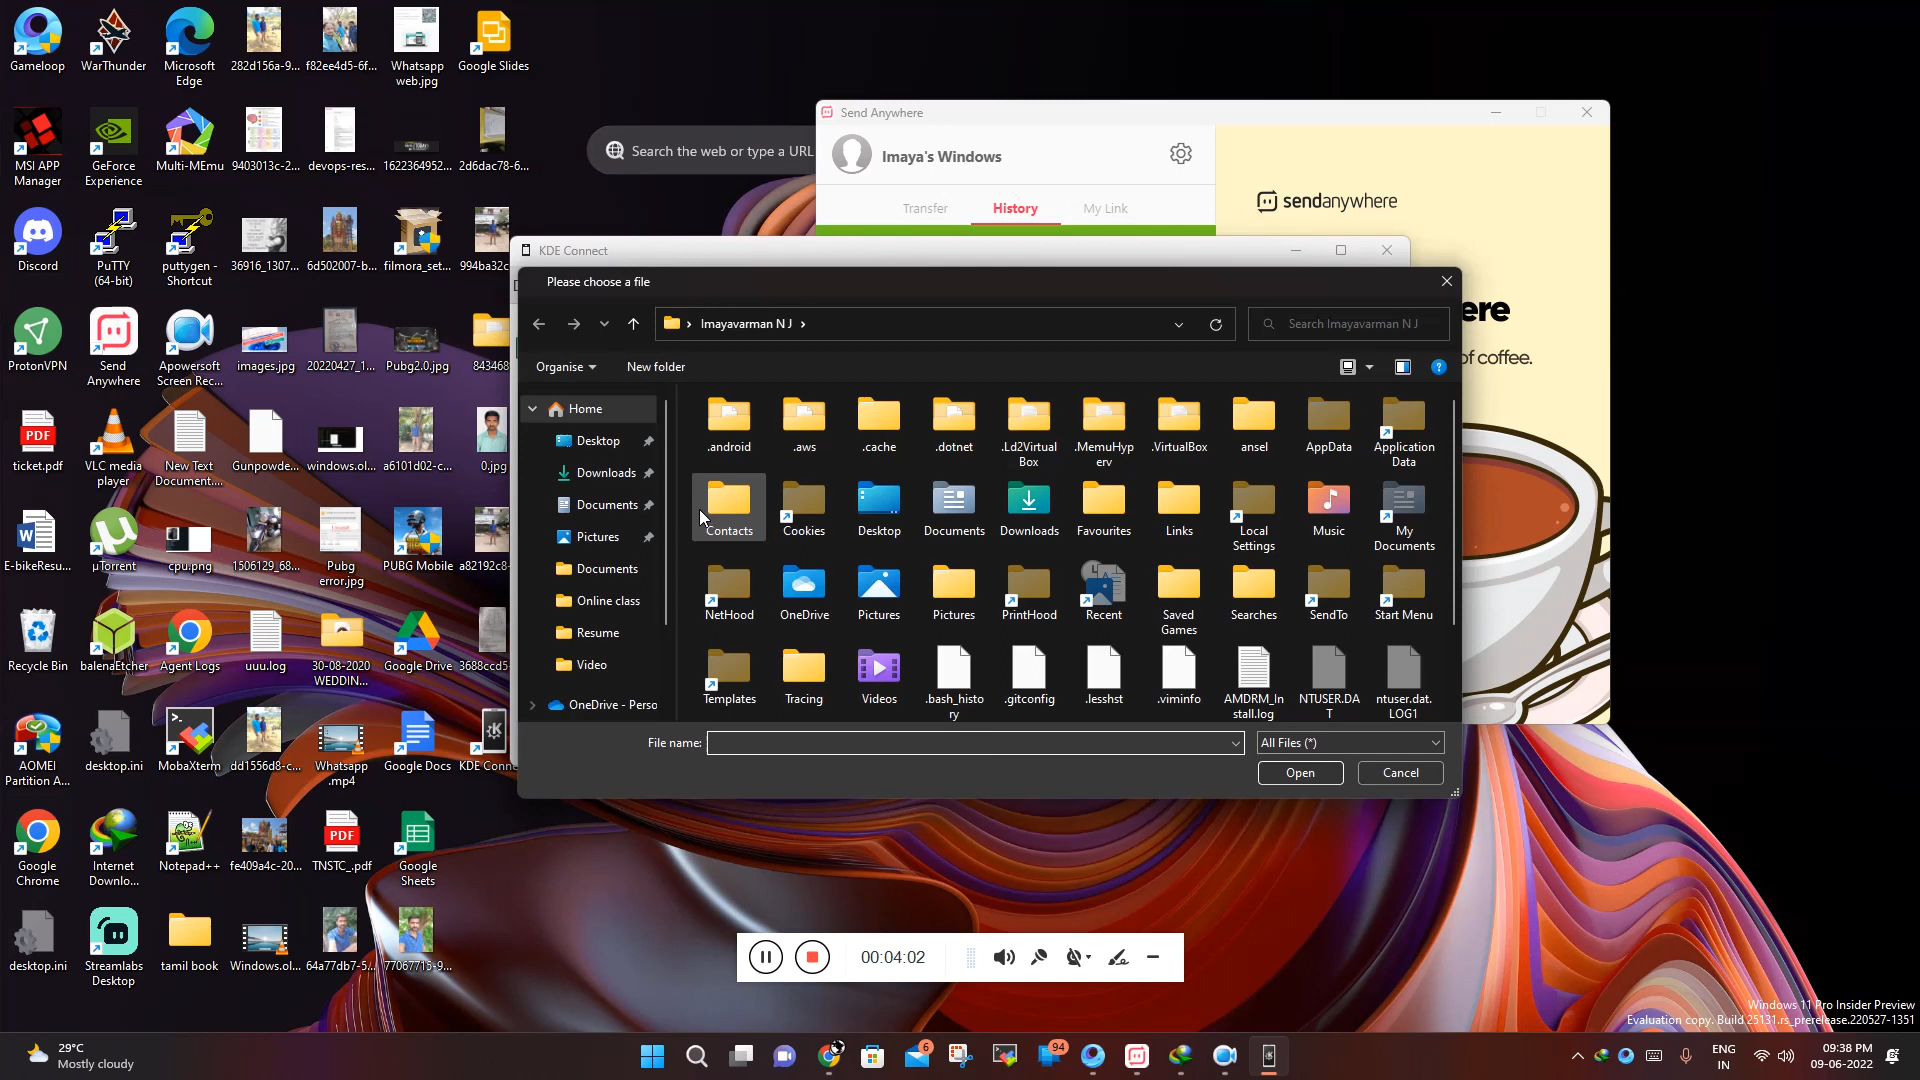 Gameloop
WarThunder
Microsoft
Edge
282d156a-9...
f82ee4d5-6f...
Whatsapp
web.jpg
Google Slides
MSI APP
Manager
GeForce
Experience
Multi-MEmu
9403013c-2...
devops-res...
1622364952...
2d6dac78-6...
Discord
PuTTY
(64-bit)
puttygen -
Shortcut
36916_1307...
6d502007-b...
filmora_set...
994ba32c
ProtonVPN
Send
Anywhere
Apowersoft
Screen Rec...
images.jpg
20220427_1...
Pubg2.0.jpg
843468
PDF
ticket.pdf
VLC media
player
New Text
Document....
Gunpowde...
windows.ol...
a6101d02-c...
0.jpg
E-bikeResu...
µTorrent
cpu.png
1506129_68...
Pubg
error.jpg
PUBG Mobile
a82192c8-
Recycle Bin
balenaEtcher
Agent Logs
uuu.log
30-08-2020
WEDDIN...
Google Drive
3688ccd5-
AOMEI
Partition A...
desktop.ini
MobaXterm
dd1556d8-c...
Whatsapp
.mp4
Google Docs
KDE Conn
Google
Chrome
Internet
Downlo...
Notepad++
fe409a4c-20...
PDF
TNSTC_.pdf
Google
Sheets
desktop.ini
Streamlabs
Desktop
tamil book
Windows.ol...
64a77db7-5...
77067715-9...
Search the web or type a URL
Send Anywhere
Imaya's Windows
Transfer
History
My Link
sendanywhere
ere
of coffee.
KDE Connect
Please choose a file
Imayavarman N J
Search Imayavarman N J
Organise
New folder
Home
Desktop
Downloads
Documents
Pictures
Documents
Online class
Resume
Video
OneDrive - Perso
.android
.aws
.cache
.dotnet
.Ld2Virtual
Box
.MemuHyp
erv
.VirtualBox
ansel
AppData
Application
Data
Contacts
Cookies
Desktop
Documents
Downloads
Favourites
Links
Local
Settings
Music
My
Documents
NetHood
OneDrive
Pictures
Pictures
PrintHood
Recent
Saved
Games
Searches
SendTo
Start Menu
Templates
Tracing
Videos
.bash_histo
ry
.gitconfig
.lesshst
.viminfo
AMDRM_In
stall.log
NTUSER.DA
T
ntuser.dat.
LOG1
File name:
All Files (*)
Open
Cancel
00:04:02
Windows 11 Pro Insider Preview
Evaluation copy. Build 25131.rs_prerelease.220527-1351
29°C
Mostly cloudy
6
94
ENG
IN
09:38 PM
09-06-2022